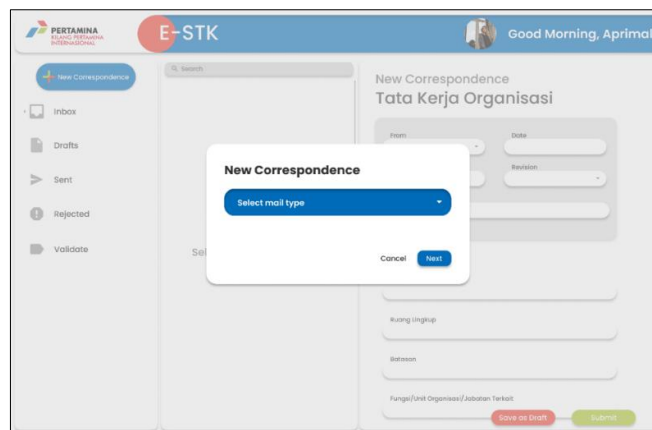 PERTAMINA
KILANG PERTAMINA
INTERNASIONAL
E-STK
Good Morning, Aprimal
New Correspondence
Search
Inbox
Drafts
Sent
Rejected
Validate
Sel
New Correspondence
Tata Kerja Organisasi
From
Date
Revision
New Correspondence
Select mail type
Cancel
Next
Ruang Lingkup
Batasan
Fungsi/Unit Organisasi/Jabatan Terkait
Save as Draft
Submit